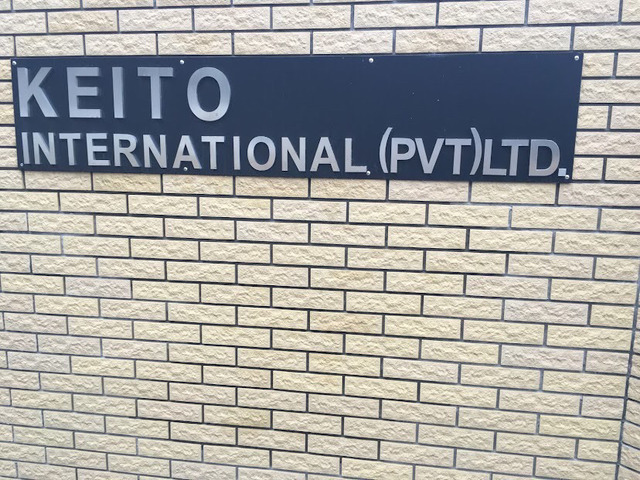 KEITO
INTERNATIONAL (PVT)LTD.